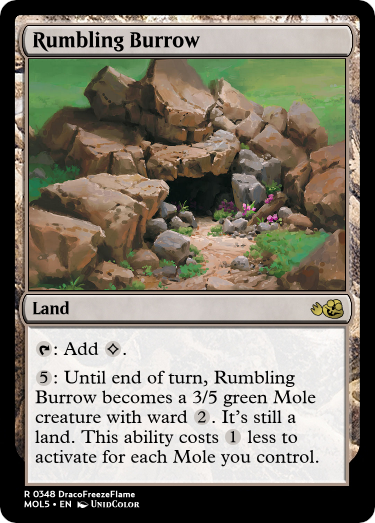 Rumbling Burrow
Land
: Add .
5: Until end of turn, Rumbling
Burrow becomes a 3/5 green Mole
creature with ward 2. It's still a
land. This ability costs 1 less to
activate for each Mole you control.
R 0348 DracoFreezeFlame
MOL5 • EN UnidColor